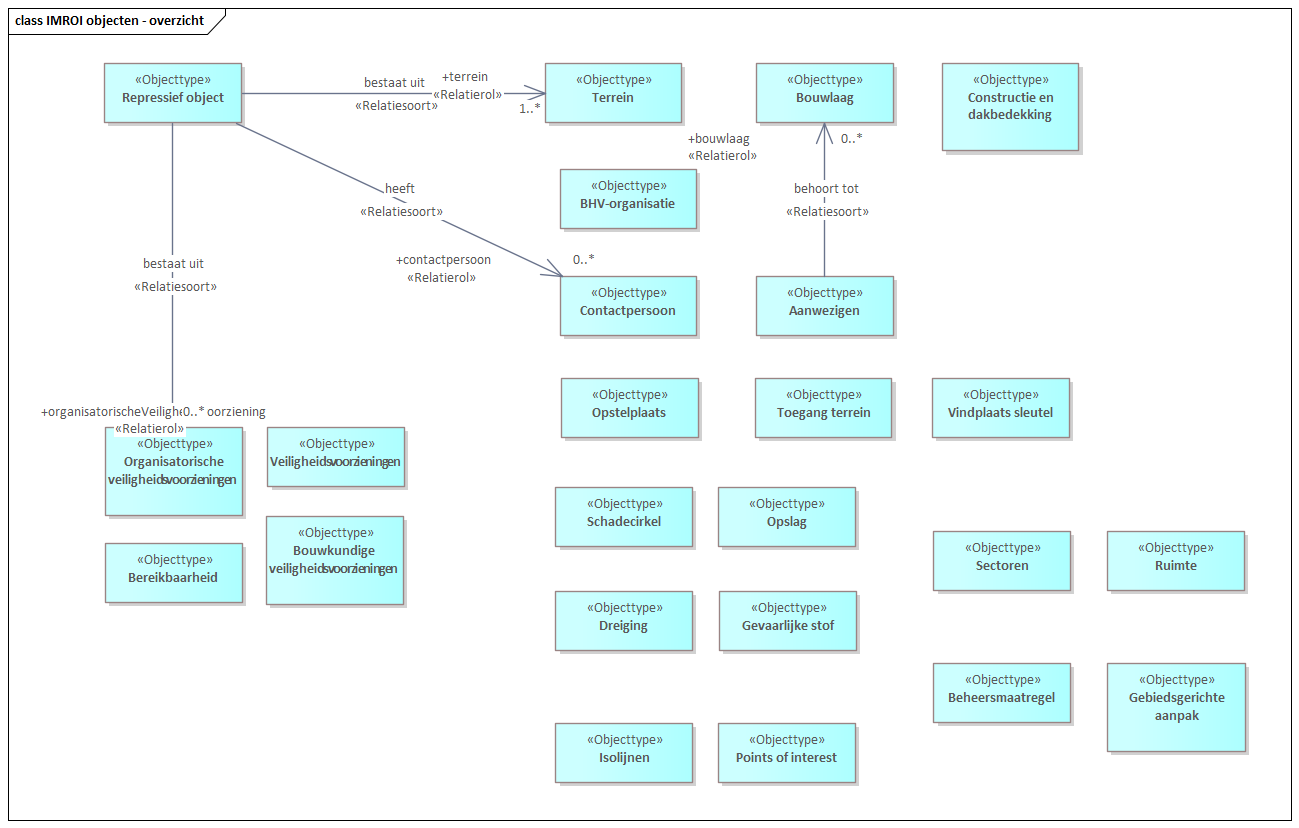 class IMROI objecten - overzicht
«Objecttype»
Repressief object
bestaat uit
«Relatiesoort»
+terrein
«Relatierol»
1..*
«Objecttype»
Terrein
«Objecttype»
Bouwlaag
«Objecttype»
Constructie en
dakbedekking
+bouwlaag
«Relatierol»
0..*
«Objecttype»
BHV-organisatie
heeft
«Relatiesoort»
behoort tot
«Relatiesoort»
+contactpersoon
«Relatierol»
0..*
bestaat uit
«Relatiesoort»
«Objecttype»
Contactpersoon
«Objecttype»
Aanwezigen
«Objecttype»
Opstelplaats
«Objecttype»
Toegang terrein
«Objecttype»
Vindplaats sleutel
+organisatorischeVeiligh 0..* oorziening
«Relatierol»
«Objecttype»
Organisatorische
veiligheidsvoorzieningen
«Objecttype»
Veiligheidsvoorzieningen
«Objecttype»
Schadecirkel
«Objecttype»
Opslag
«Objecttype»
Bereikbaarheid
«Objecttype»
Bouwkundige
veiligheidsvoorzieningen
«Objecttype»
Sectoren
«Objecttype»
Ruimte
«Objecttype»
Dreiging
«Objecttype»
Gevaarlijke stof
«Objecttype»
Beheersmaatregel
«Objecttype»
Gebiedsgerichte
aanpak
«Objecttype»
Isolijnen
«Objecttype»
Points of interest